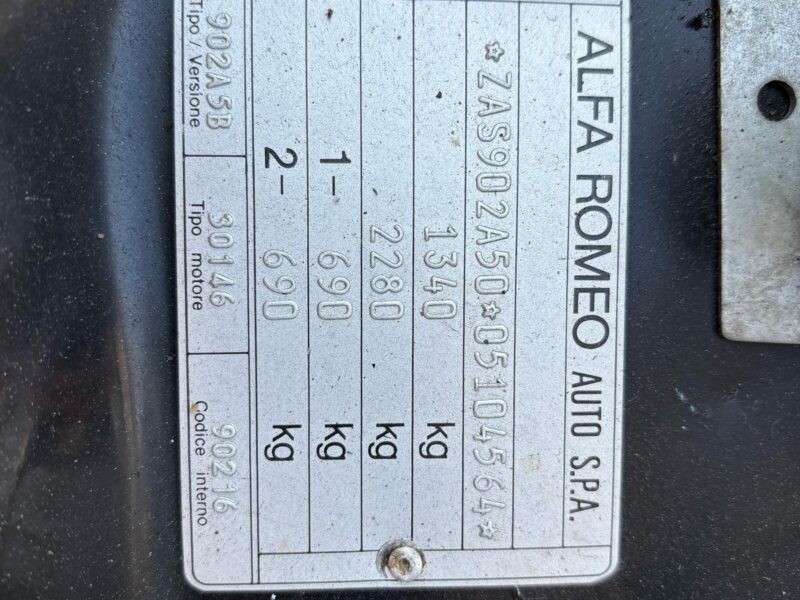 ALFA ROMEO AUTO S.P.A.
*ZAS902A50*05104564*
1340 kg
2280 kg
1- 690 kg
2- 690 kg
902A5B 30146 90216
Tipo / Versione Tipo motore Codice interno